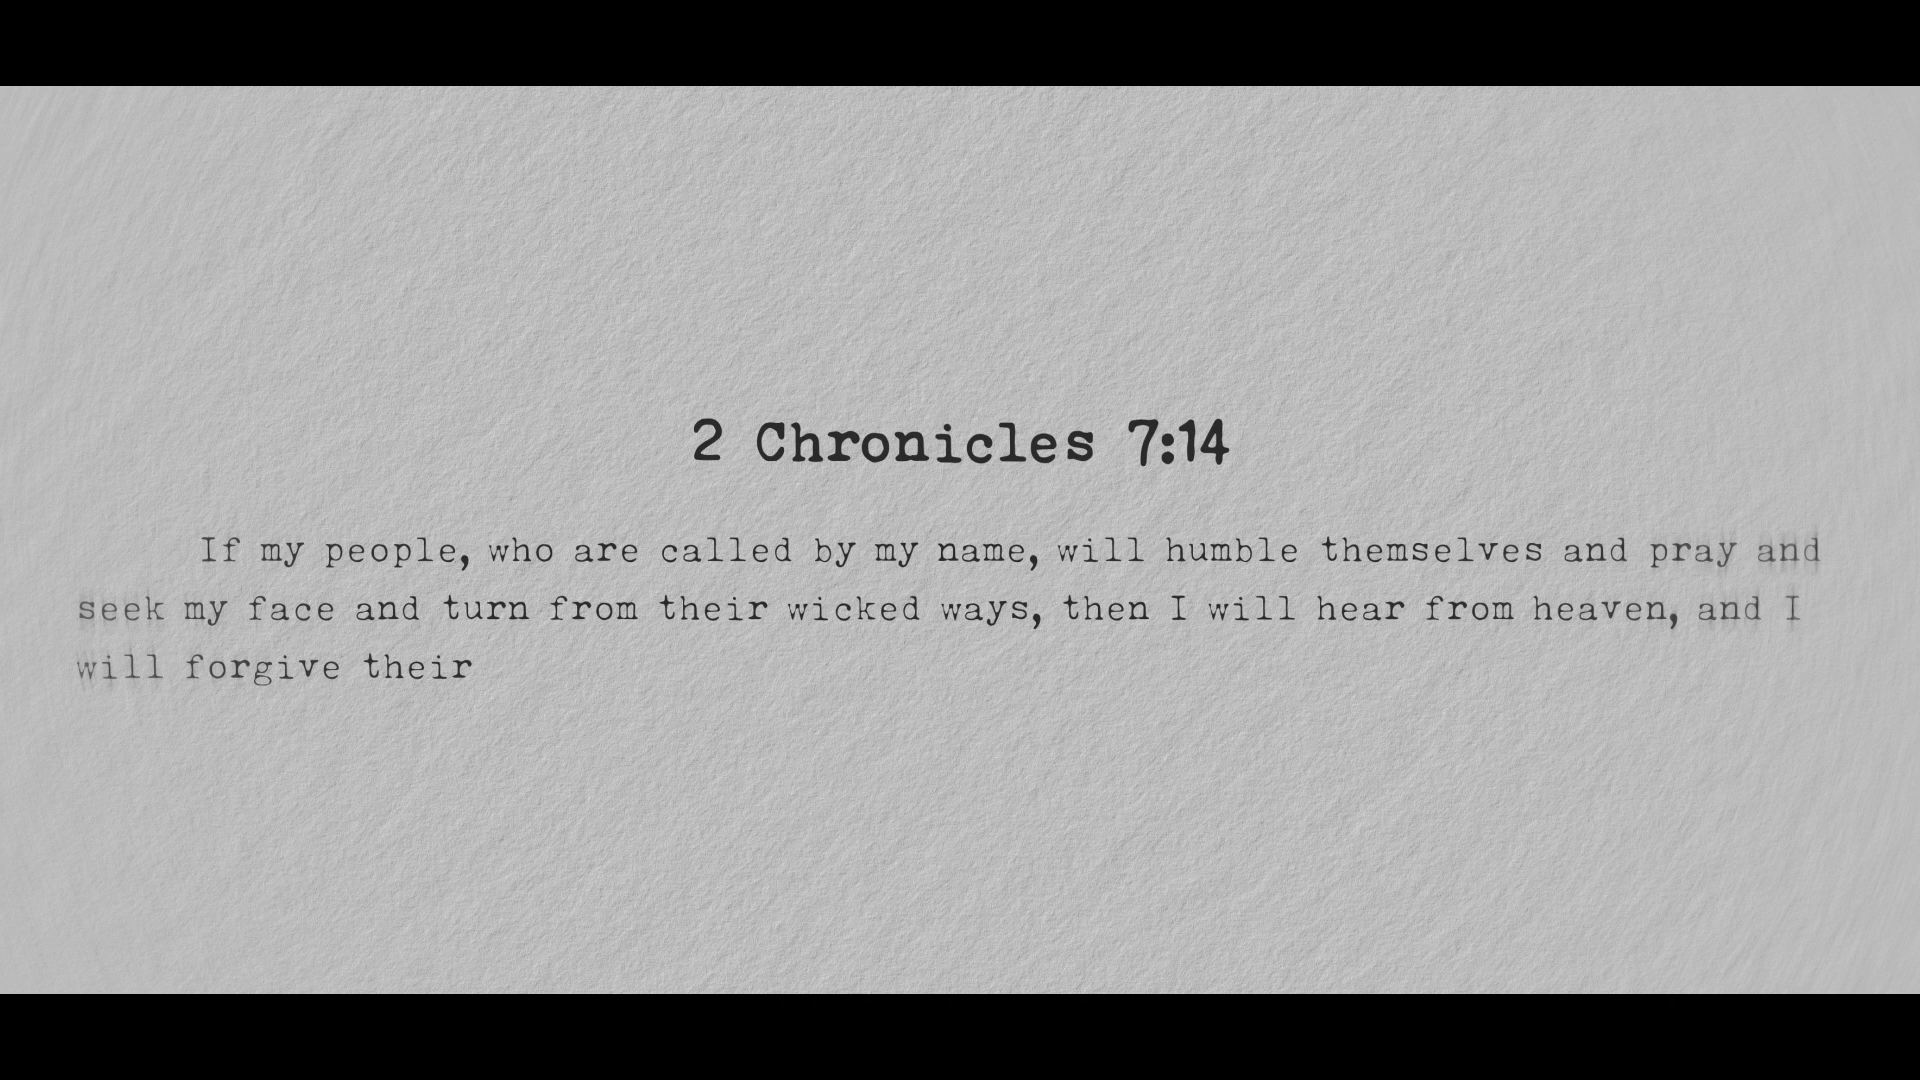 2 Chronicles 7:14
If my people, who are called by my name, will humble themselves and pray and
seek my face and turn from their wicked ways, then I will hear from heaven, and I
will forgive their